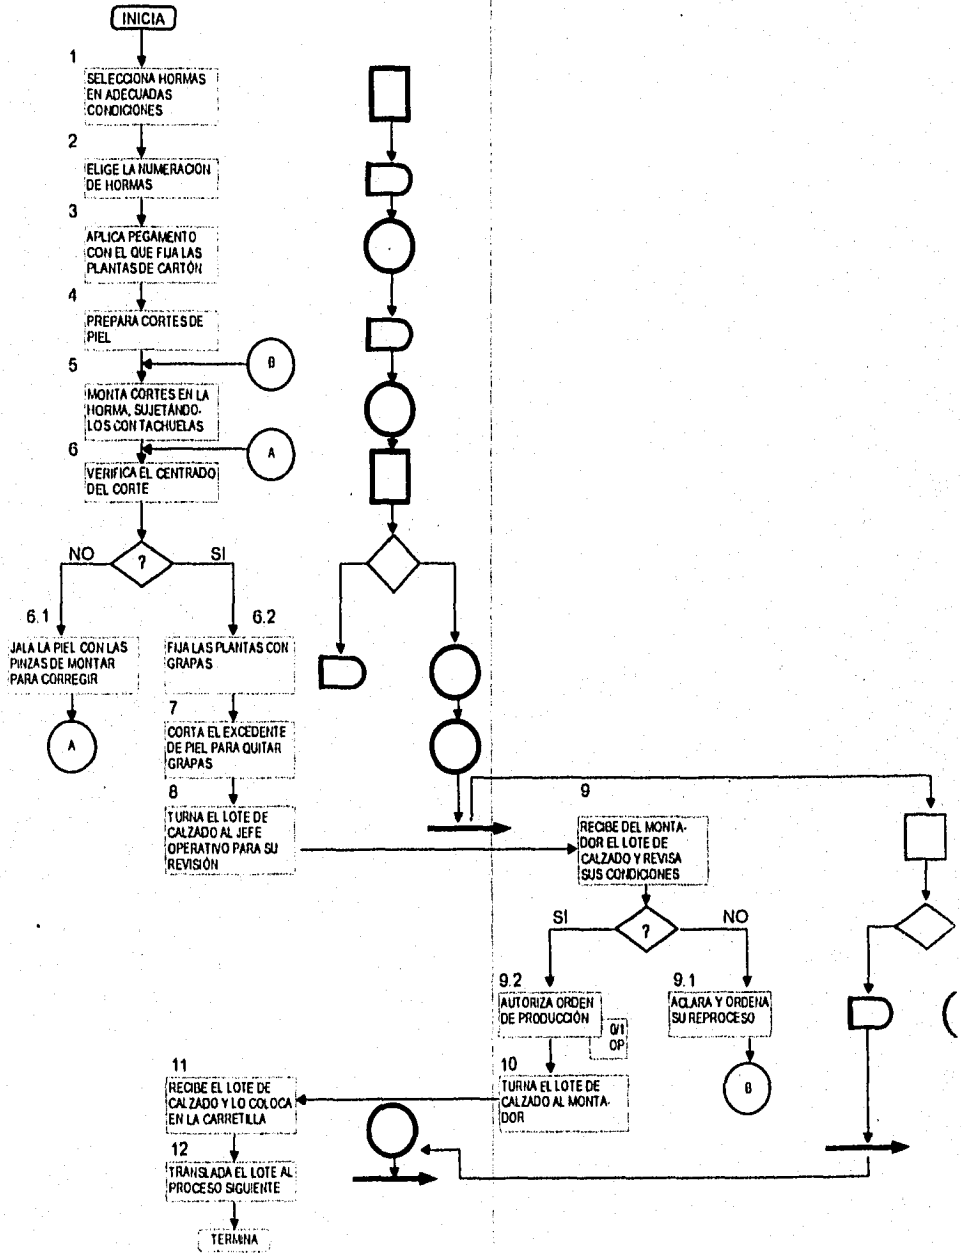 INICIA
1
SELECCIONA HORMAS
EN ADECUADAS
CONDICIONES
2
ELIGE LA NUMERACIÓN
DE HORMAS
3
APLICA PEGAMENTO
CON EL QUE FIJA LAS
PLANTAS DE CARTÓN
4
PREPARA CORTES DE
PIEL
B
5
MONTA CORTES EN LA
HORMA, SUJETÁNDO-
LOS CON TACHUELAS
A
6
VERIFICA EL CENTRADO
DEL CORTE
NO
?
SI
6.1
JALA LA PIEL CON LAS
PINZAS DE MONTAR
PARA CORREGIR
A
6.2
FIJA LAS PLANTAS CON
GRAPAS
7
CORTA EL EXCEDENTE
DE PIEL PARA QUITAR
GRAPAS
8
TURNA EL LOTE DE
CALZADO AL JEFE
OPERATIVO PARA SU
REVISIÓN
9
RECIBE DEL MONTA-
DOR EL LOTE DE
CALZADO Y REVISA
SUS CONDICIONES
SI
?
NO
9.2
AUTORIZA ORDEN
DE PRODUCCIÓN
0/1
OP
9.1
ACLARA Y ORDENA
SU REPROCESO
B
10
TURNA EL LOTE DE
CALZADO AL MONTA-
DOR
11
RECIBE EL LOTE DE
CALZADO Y LO COLOCA
EN LA CARRETILLA
12
TRANSLADA EL LOTE AL
PROCESO SIGUIENTE
TERMINA